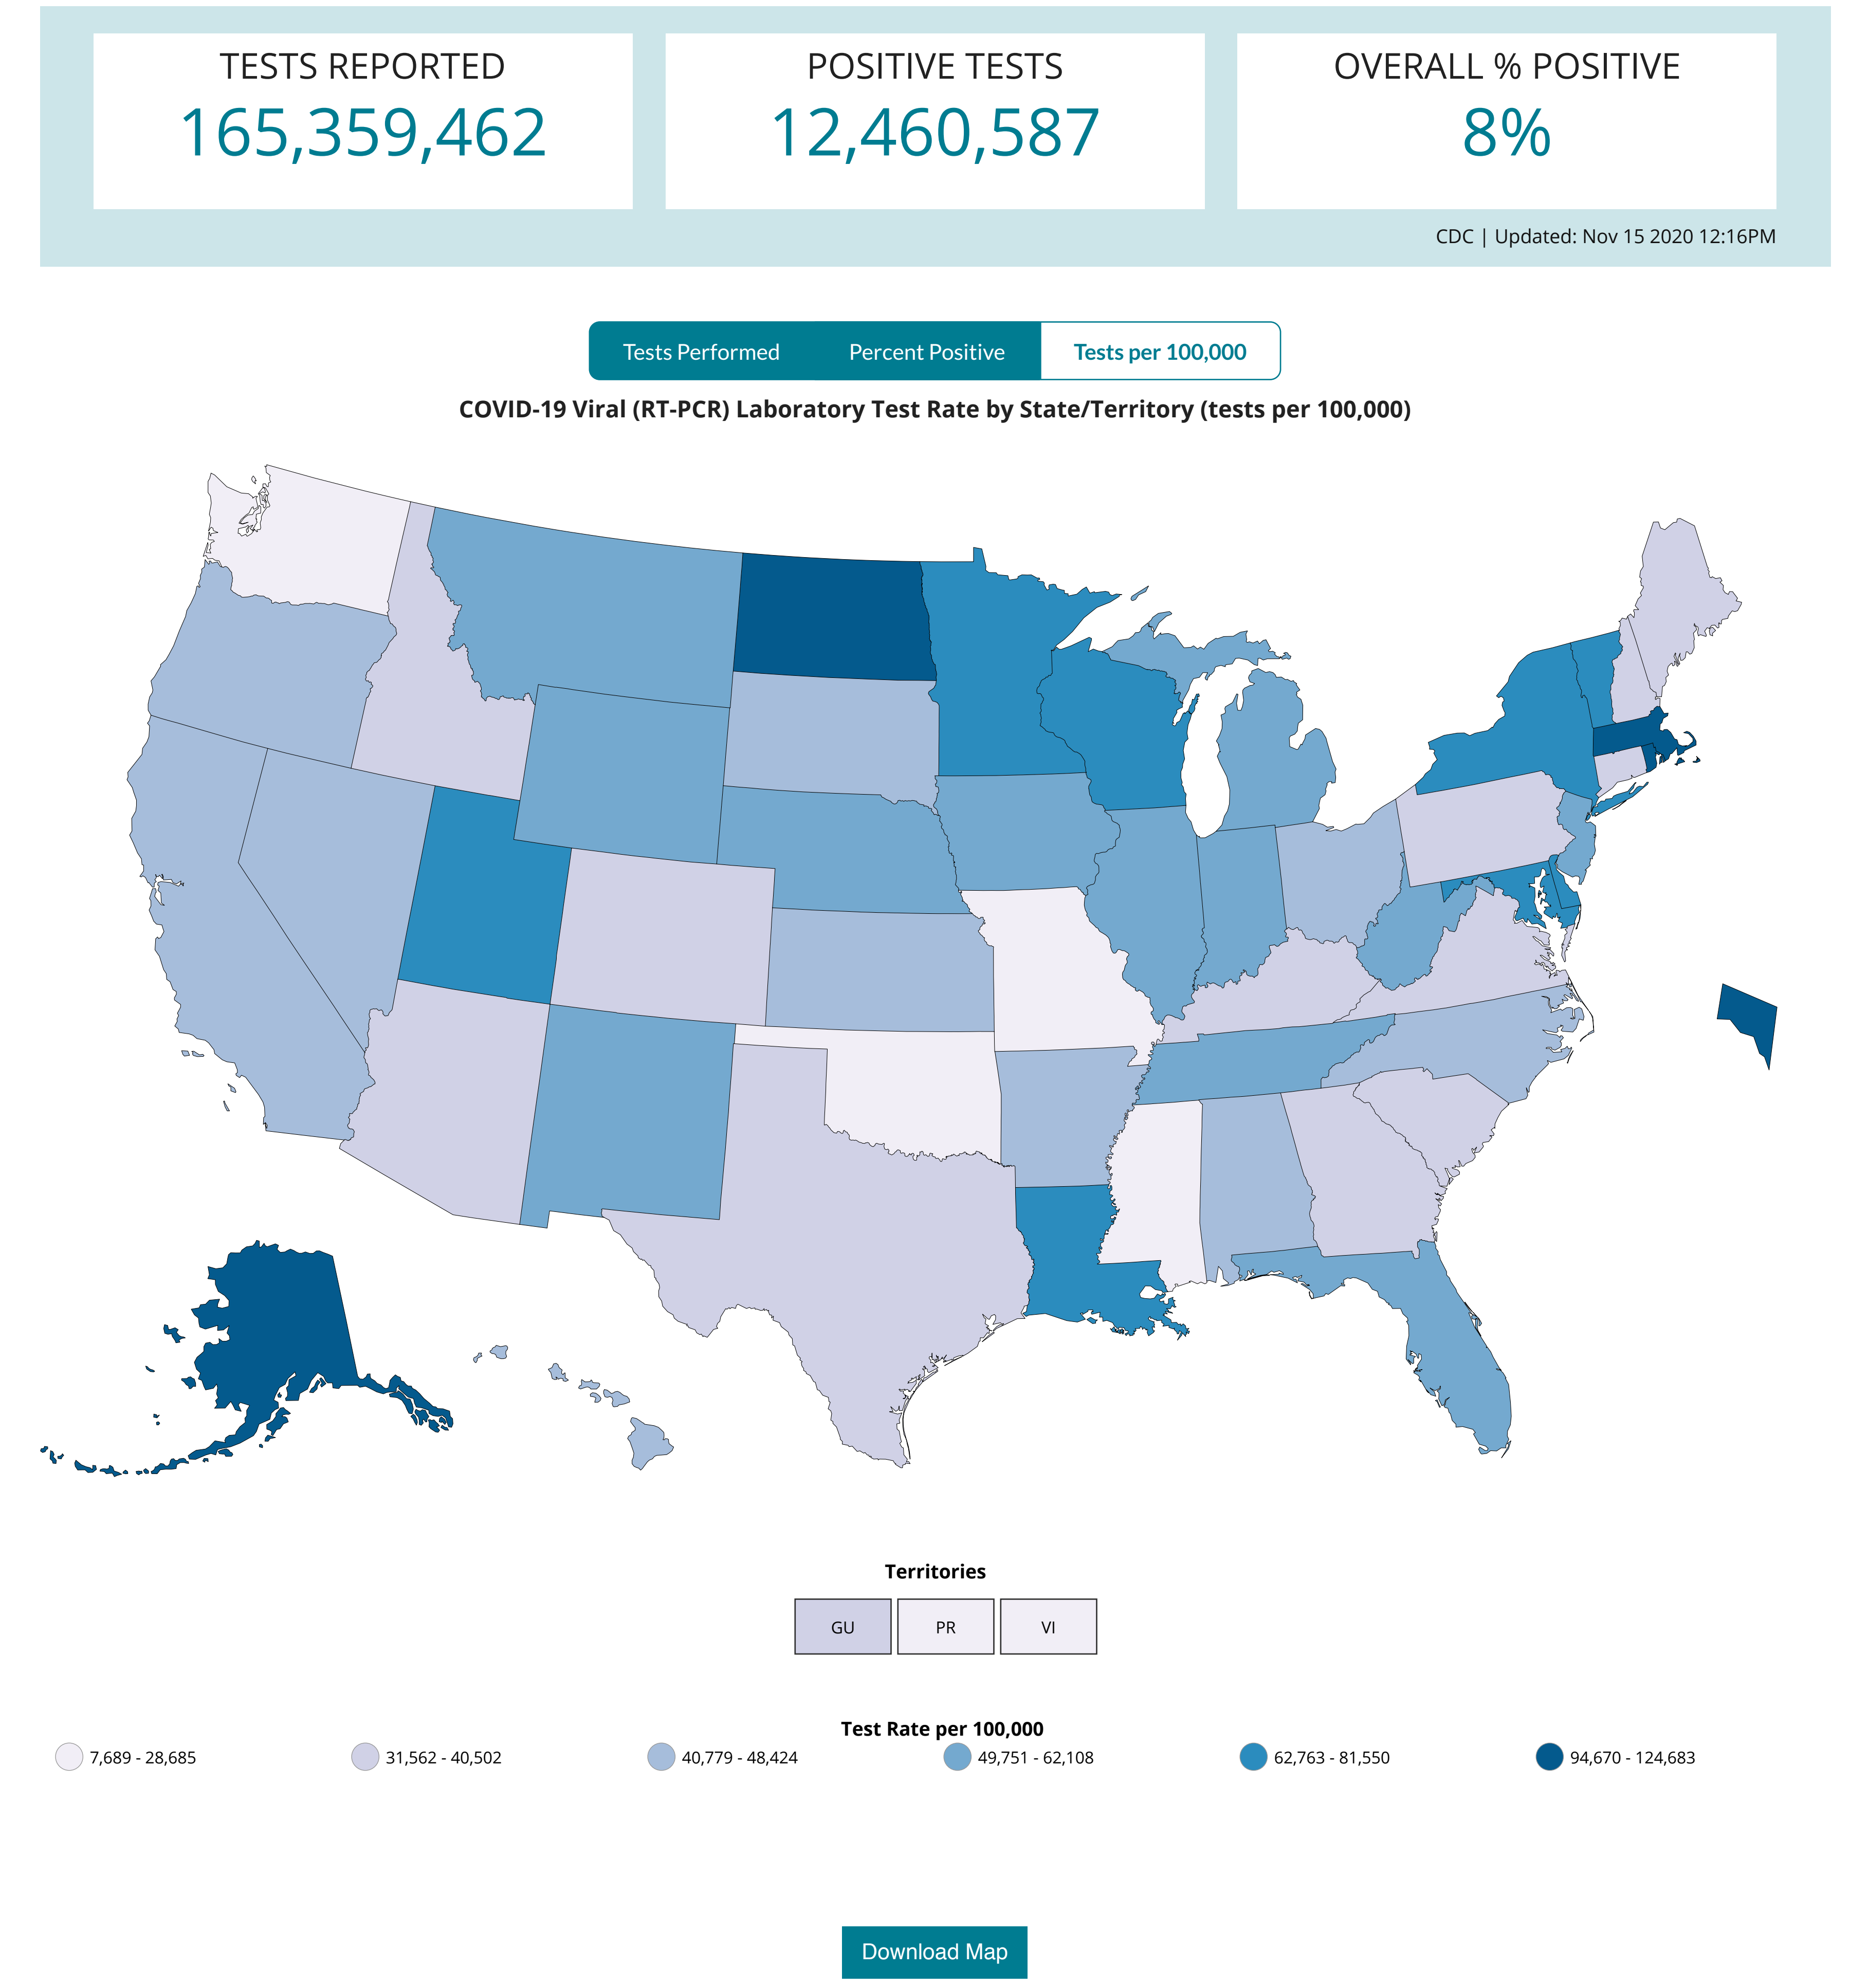 TESTS REPORTED
165,359,462
POSITIVE TESTS
12,460,587
OVERALL % POSITIVE
8%
CDC | Updated: Nov 15 2020 12:16PM
Tests Performed
Percent Positive
Tests per 100,000
COVID-19 Viral (RT-PCR) Laboratory Test Rate by State/Territory (tests per 100,000)
Territories
GU
PR
VI
Test Rate per 100,000
7,689 - 28,685
31,562 - 40,502
40,779 - 48,424
49,751 - 62,108
62,763 - 81,550
94,670 - 124,683
Download Map